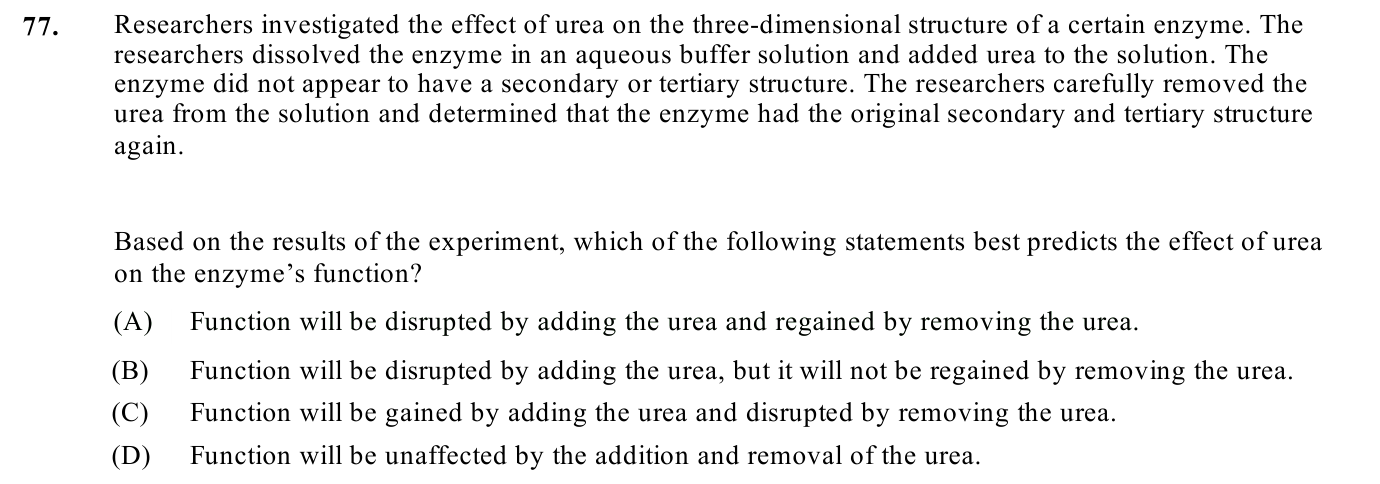 77. Researchers investigated the effect of urea on the three-dimensional structure of a certain enzyme. The
researchers dissolved the enzyme in an aqueous buffer solution and added urea to the solution. The
enzyme did not appear to have a secondary or tertiary structure. The researchers carefully removed the
urea from the solution and determined that the enzyme had the original secondary and tertiary structure
again.
Based on the results of the experiment, which of the following statements best predicts the effect of urea
on the enzyme’s function?
(A) Function will be disrupted by adding the urea and regained by removing the urea.
(B) Function will be disrupted by adding the urea, but it will not be regained by removing the urea.
(C) Function will be gained by adding the urea and disrupted by removing the urea.
(D) Function will be unaffected by the addition and removal of the urea.